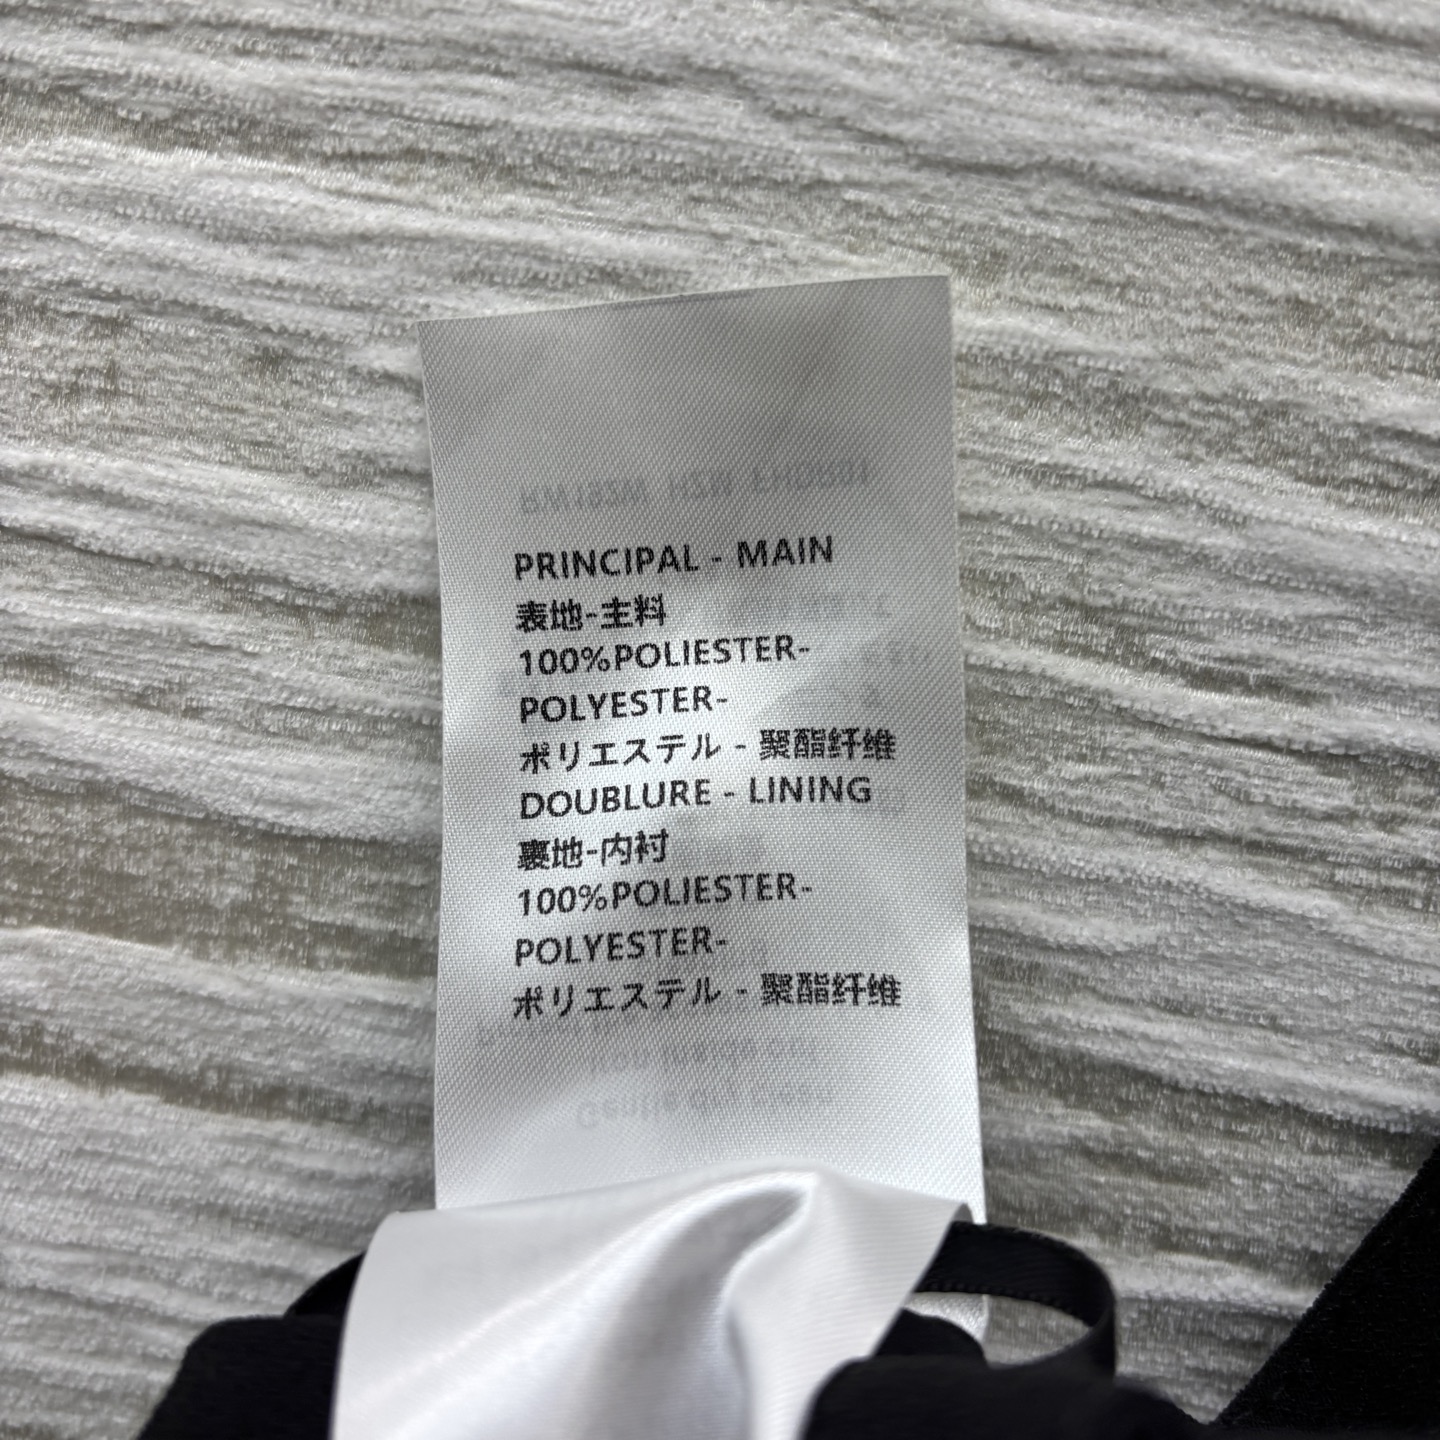 PRINCIPAL - MAIN
表地-主料
100%POLIESTER-
POLYESTER-
ポリエステル - 聚酯纤维
DOUBLURE - LINING
裏地-内衬
100%POLIESTER-
POLYESTER-
ポリエステル - 聚酯纤维